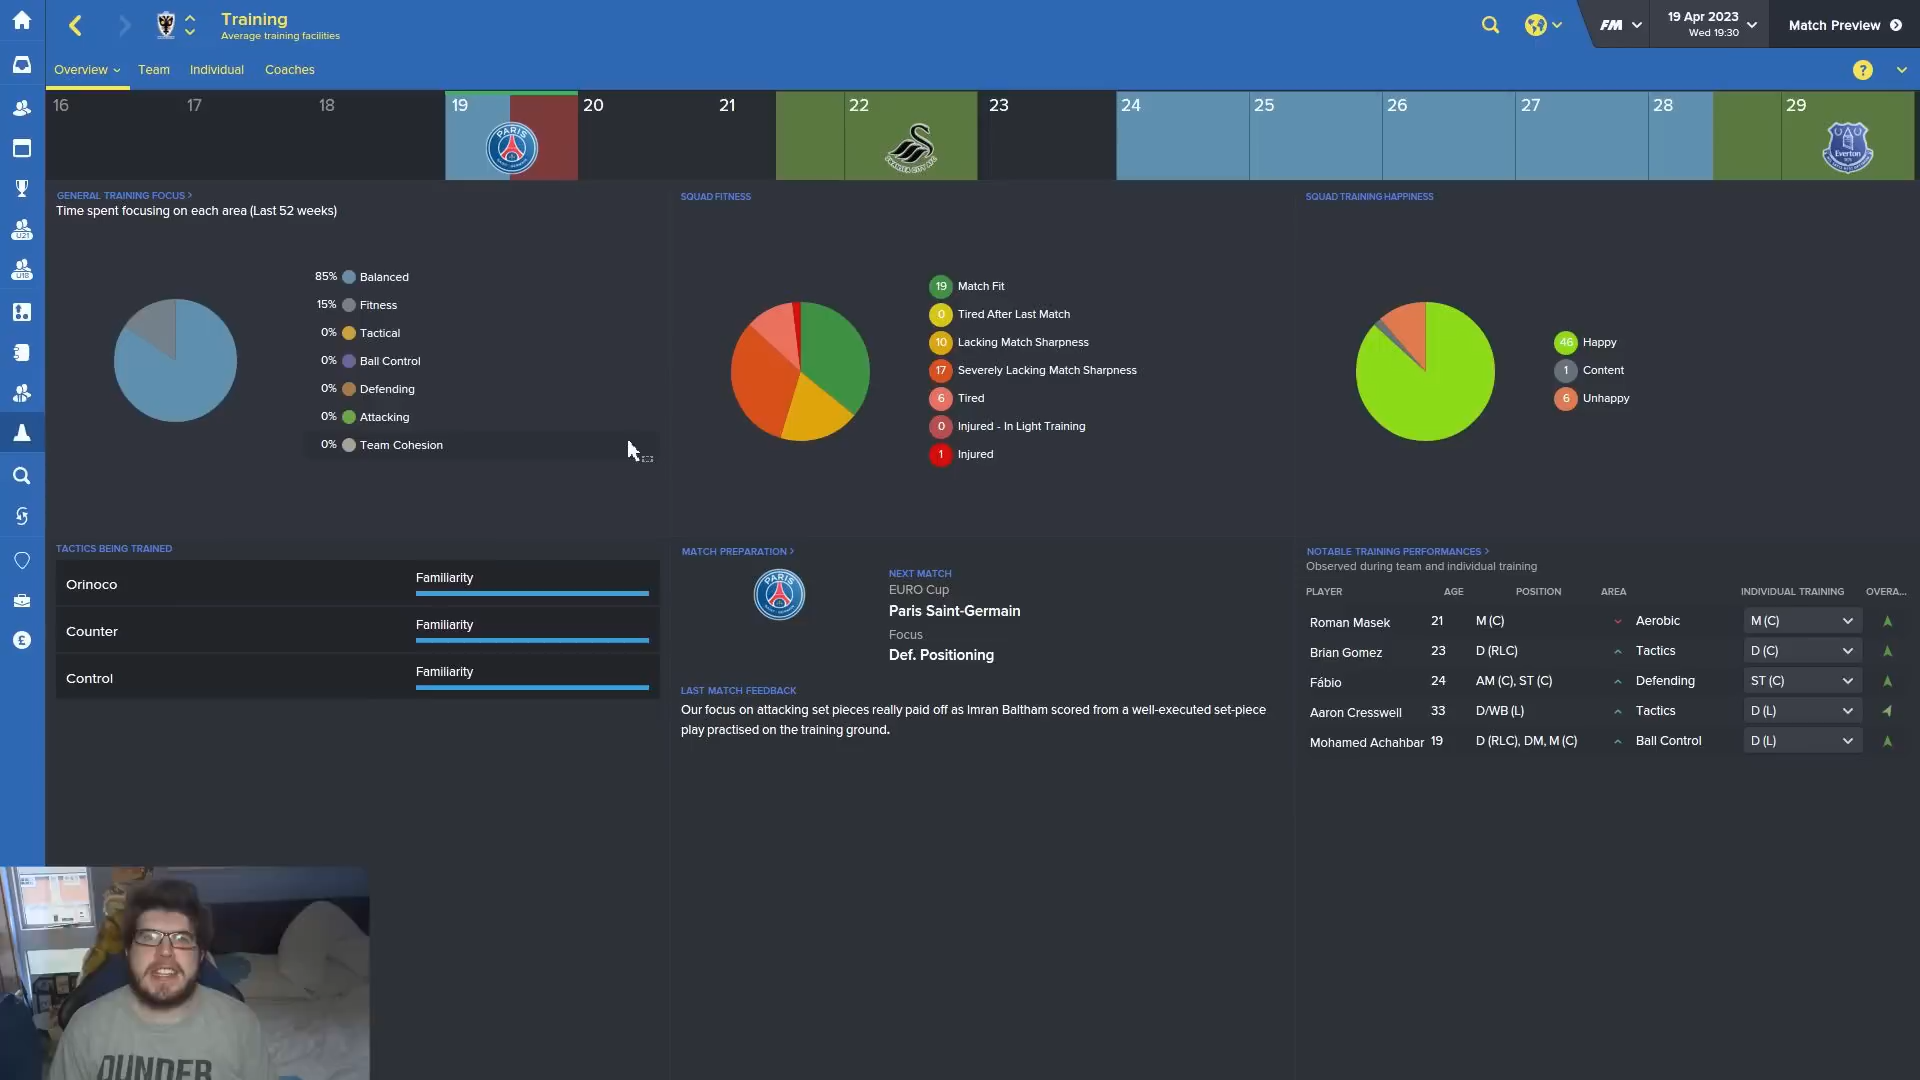 Training
Average training facilities
FM
19 Apr 2023
Wed 19:30
Match Preview
Overview
Team
Individual
Coaches
?
16
17
18
19
20
21
22
23
24
25
26
27
28
29
PARIS
Everton
U21
U18
GENERAL TRAINING FOCUS >
Time spent focusing on each area (Last 52 weeks)
85% Balanced
15% Fitness
0% Tactical
0% Ball Control
0% Defending
0% Attacking
0% Team Cohesion
SQUAD FITNESS
19 Match Fit
0 Tired After Last Match
10 Lacking Match Sharpness
17 Severely Lacking Match Sharpness
6 Tired
0 Injured - In Light Training
1 Injured
SQUAD TRAINING HAPPINESS
46 Happy
1 Content
6 Unhappy
TACTICS BEING TRAINED
Orinoco Familiarity
Counter Familiarity
Control Familiarity
MATCH PREPARATION >
PARIS
NEXT MATCH
EURO Cup
Paris Saint-Germain
Focus
Def. Positioning
LAST MATCH FEEDBACK
Our focus on attacking set pieces really paid off as Imran Baltham scored from a well-executed set-piece
play practised on the training ground.
NOTABLE TRAINING PERFORMANCES >
Observed during team and individual training
PLAYER AGE POSITION AREA INDIVIDUAL TRAINING OVERA...
Roman Masek 21 M (C) Aerobic M (C)
Brian Gomez 23 D (RLC) Tactics D (C)
Fábio 24 AM (C), ST (C) Defending ST (C)
Aaron Cresswell 33 D/WB (L) Tactics D (L)
Mohamed Achahbar 19 D (RLC), DM, M (C) Ball Control D (L)
£
DUNDER